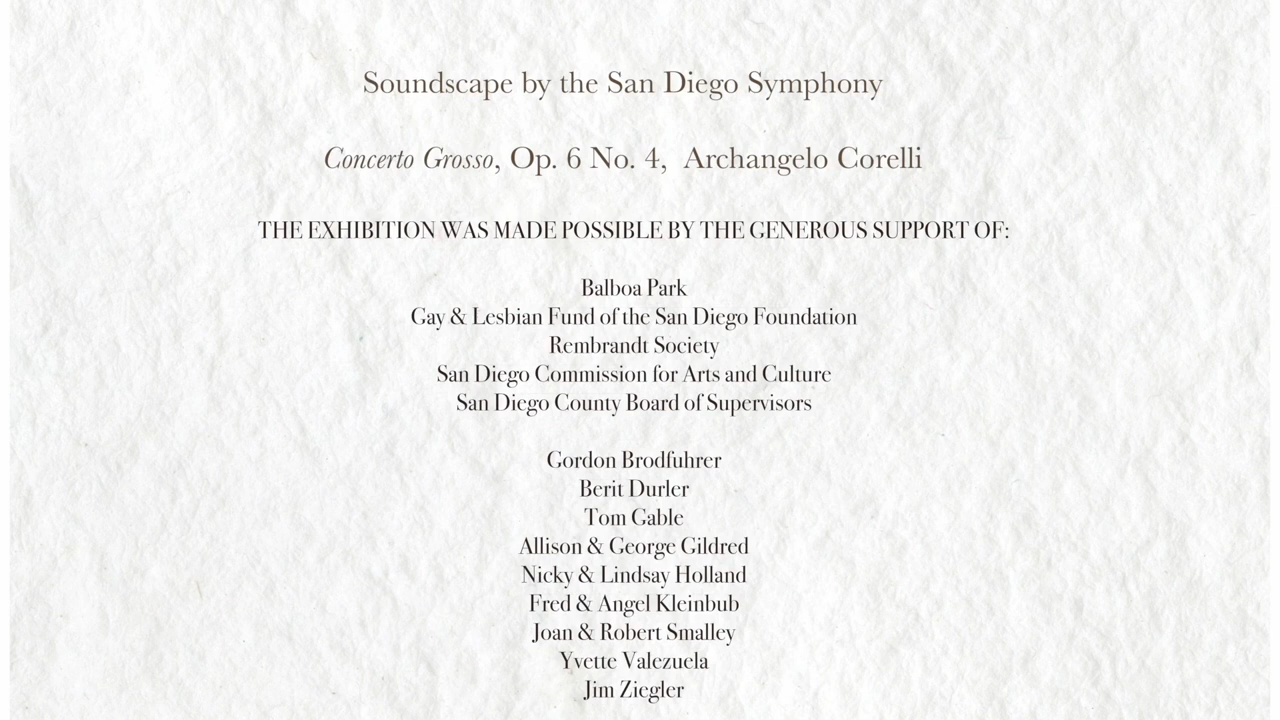 Soundscape by the San Diego Symphony
Concerto Grosso, Op. 6 No. 4, Archangelo Corelli
THE EXHIBITION WAS MADE POSSIBLE BY THE GENEROUS SUPPORT OF:
Balboa Park
Gay & Lesbian Fund of the San Diego Foundation
Rembrandt Society
San Diego Commission for Arts and Culture
San Diego County Board of Supervisors
Gordon Brodfuhrer
Berit Durler
Tom Gable
Allison & George Gildred
Nicky & Lindsay Holland
Fred & Angel Kleinbub
Joan & Robert Smalley
Yvette Valezuela
Jim Ziegler